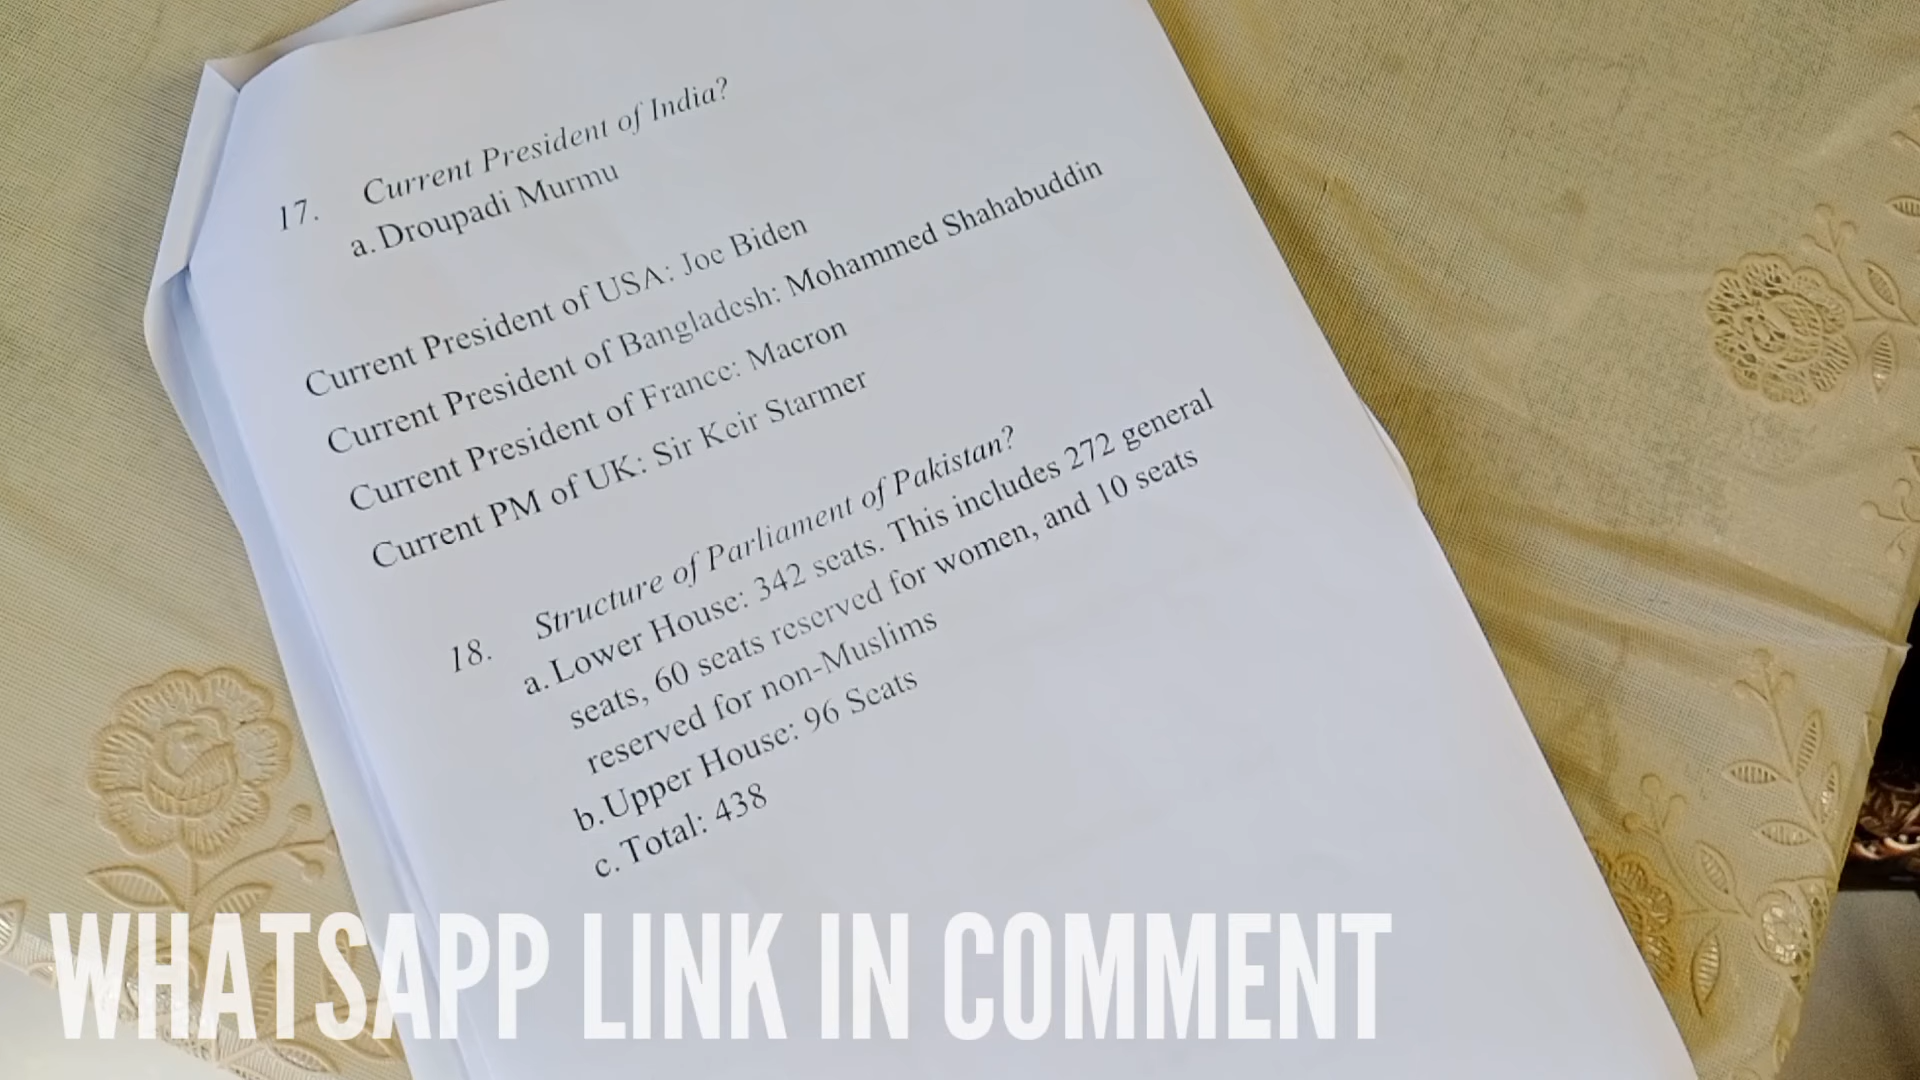 17. Current President of India?
a. Droupadi Murmu
Current President of USA: Joe Biden
Current President of Bangladesh: Mohammed Shahabuddin
Current President of France: Macron
Current PM of UK: Sir Keir Starmer
18. Structure of Parliament of Pakistan?
a. Lower House: 342 seats. This includes 272 general
seats, 60 seats reserved for women, and 10 seats
reserved for non-Muslims
b. Upper House: 96 Seats
c. Total: 438
WHATSAPP LINK IN COMMENT